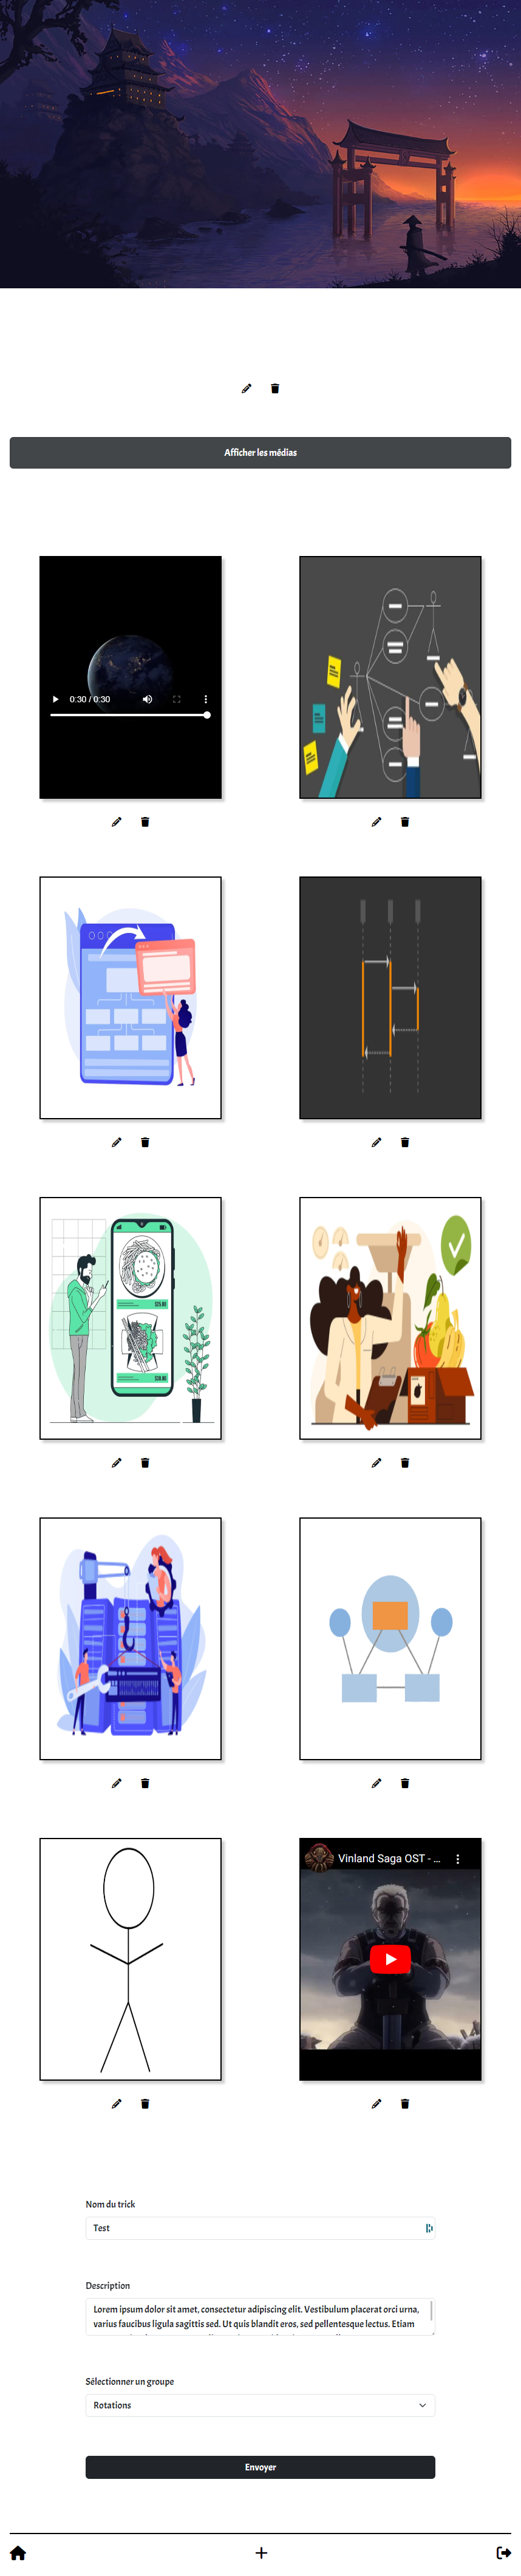 Afficher les médias
0:30 / 0:30
$25.00
Vinland Saga OST - ...
Nom du trick
Test
Description
Lorem ipsum dolor sit amet, consectetur adipiscing elit. Vestibulum placerat orci urna,
varius faucibus ligula sagittis sed. Ut quis blandit eros, sed pellentesque lectus. Etiam
Sélectionner un groupe
Rotations
Envoyer